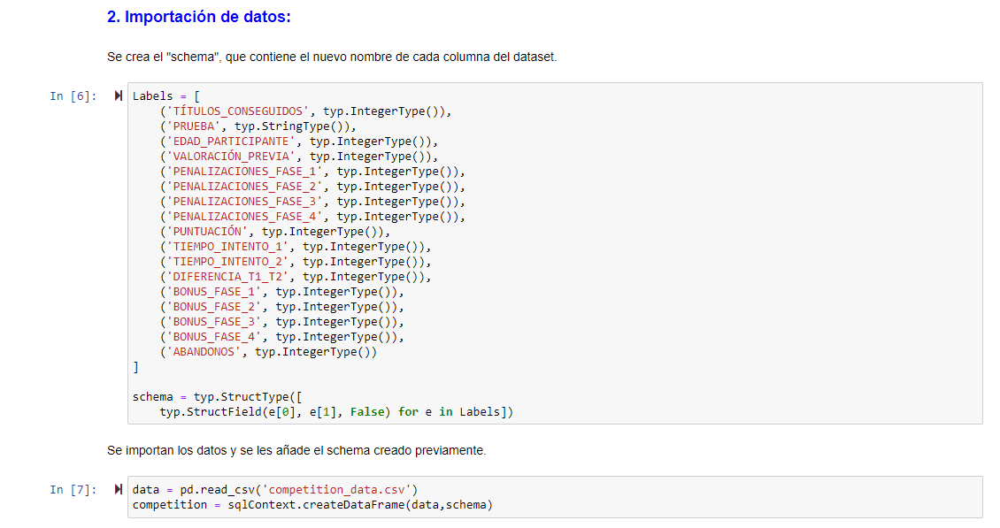 2. Importación de datos:
Se crea el "schema", que contiene el nuevo nombre de cada columna del dataset.
In [6]: Labels = [
('TÍTULOS_CONSEGUIDOS', typ.IntegerType()),
('PRUEBA', typ.StringType()),
('EDAD_PARTICIPANTE', typ.IntegerType()),
('VALORACIÓN_PREVIA', typ.IntegerType()),
('PENALIZACIONES_FASE_1', typ.IntegerType()),
('PENALIZACIONES_FASE_2', typ.IntegerType()),
('PENALIZACIONES_FASE_3', typ.IntegerType()),
('PENALIZACIONES_FASE_4', typ.IntegerType()),
('PUNTUACIÓN', typ.IntegerType()),
('TIEMPO_INTENTO_1', typ.IntegerType()),
('TIEMPO_INTENTO_2', typ.IntegerType()),
('DIFERENCIA_T1_T2', typ.IntegerType()),
('BONUS_FASE_1', typ.IntegerType()),
('BONUS_FASE_2', typ.IntegerType()),
('BONUS_FASE_3', typ.IntegerType()),
('BONUS_FASE_4', typ.IntegerType()),
('ABANDONOS', typ.IntegerType())
]
schema = typ.StructType([
typ.StructField(e[0], e[1], False) for e in Labels])
Se importan los datos y se les añade el schema creado previamente.
In [7]: data = pd.read_csv('competition_data.csv')
competition = sqlContext.createDataFrame(data,schema)